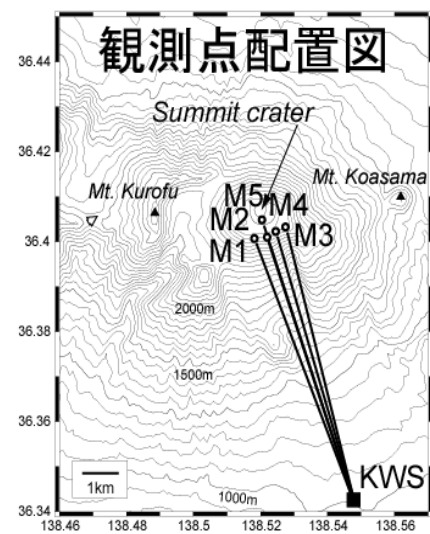 観測点配置図
Summit crater
Mt. Kurofu
Mt. Koasama
M5
M4
M2
M3
M1
2000m
1500m
1000m
KWS
1km
36.44
36.42
36.4
36.38
36.36
36.34
138.46
138.48
138.5
138.52
138.54
138.56